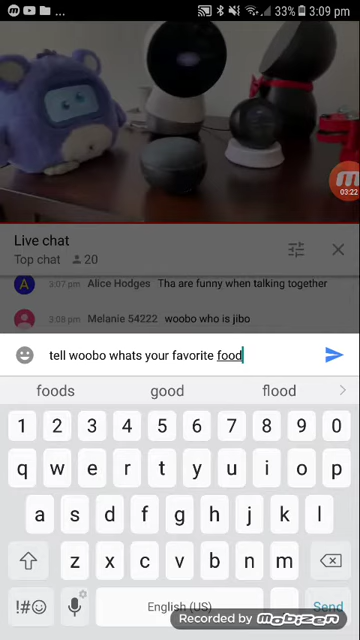 ... 33% 3:09 pm
03:22
Live chat
Top chat 20
3:07 pm Alice Hodges Tha are funny when talking together
A
3:08 pm Melanie 54222 woobo who is jibo
tell woobo whats your favorite food
foods good flood
1 2 3 4 5 6 7 8 9 0
q w e r t y u i o p
a s d f g h j k l
z x c v b n m
!#☺ English (US) Send
Recorded by mobizen